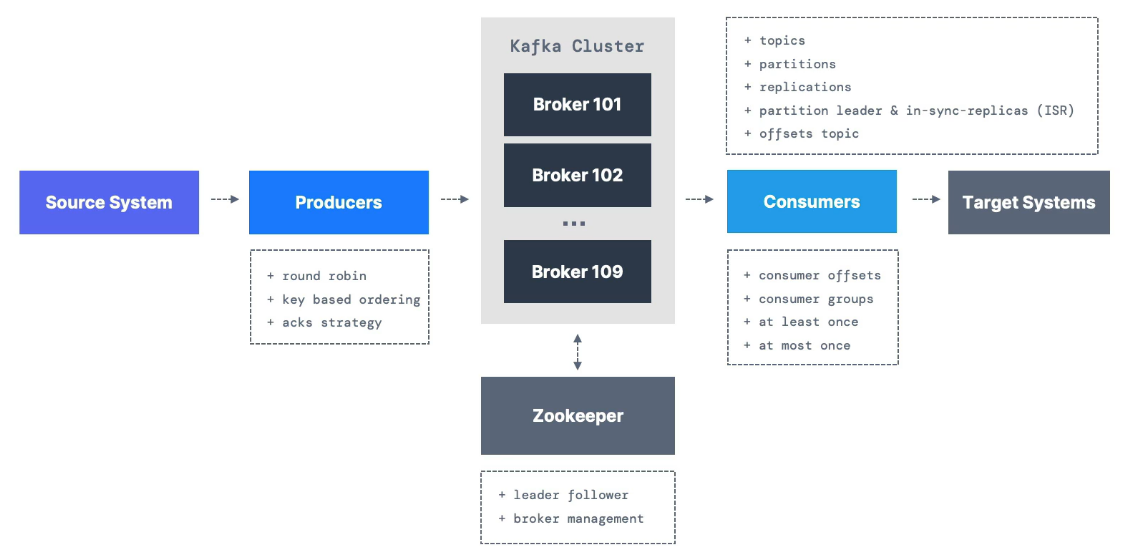 Kafka Cluster
Broker 101
Broker 102
...
Broker 109
+ topics
+ partitions
+ replications
+ partition leader & in-sync-replicas (ISR)
+ offsets topic
Source System
Producers
Consumers
Target Systems
+ round robin
+ key based ordering
+ acks strategy
+ consumer offsets
+ consumer groups
+ at least once
+ at most once
Zookeeper
+ leader follower
+ broker management